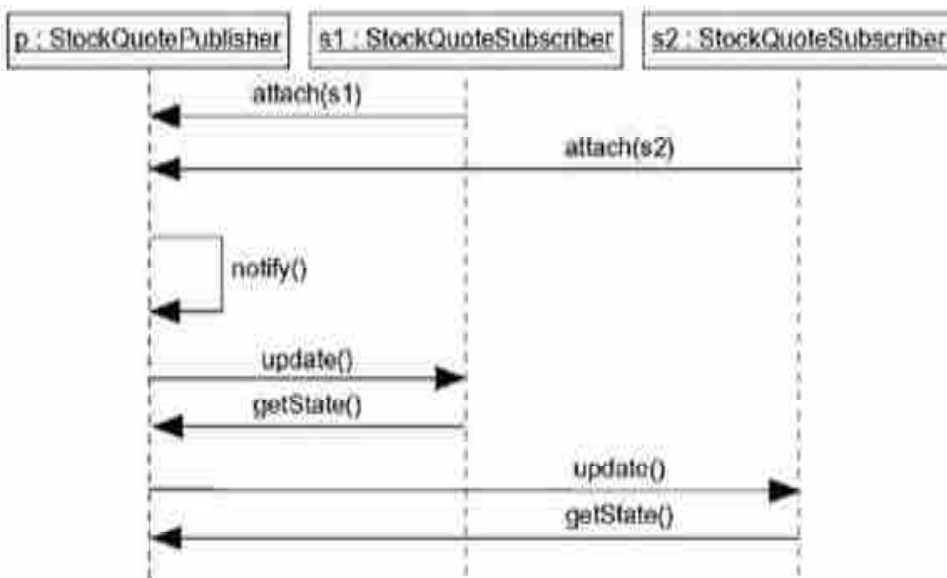 p : StockQuotePublisher
s1 : StockQuoteSubscriber
s2 : StockQuoteSubscriber
attach(s1)
attach(s2)
notify()
update()
getState()
update()
getState()